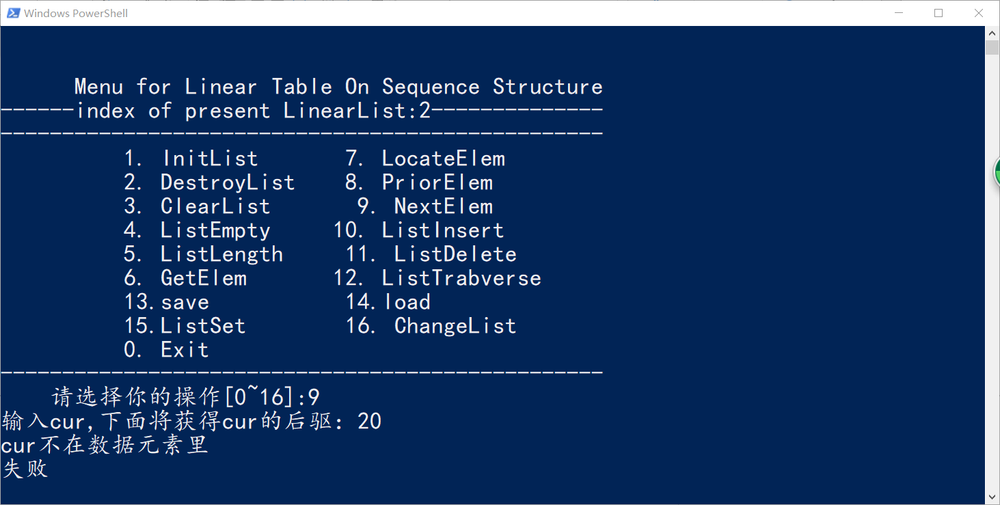 Windows PowerShell
Menu for Linear Table On Sequence Structure
------index of present LinearList:2--------------
-------------------------------------------------
1. InitList 7. LocateElem
2. DestroyList 8. PriorElem
3. ClearList 9. NextElem
4. ListEmpty 10. ListInsert
5. ListLength 11. ListDelete
6. GetElem 12. ListTrabverse
13.save 14.load
15.ListSet 16. ChangeList
0. Exit
-------------------------------------------------
请选择你的操作[0~16]:9
输入cur,下面将获得cur的后驱：20
cur不在数据元素里
失败